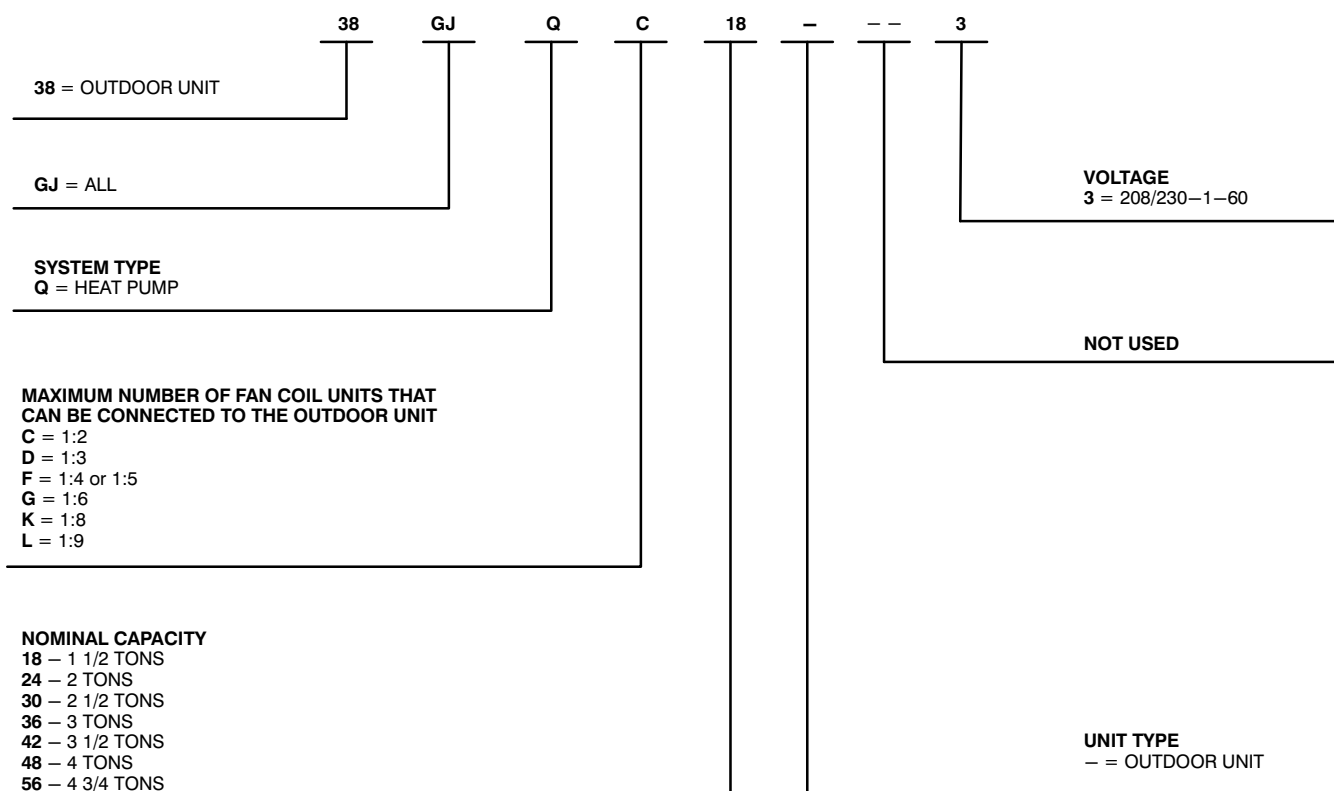 38 GJ Q C 18 – – – 3
38 = OUTDOOR UNIT
GJ = ALL
SYSTEM TYPE
Q = HEAT PUMP
MAXIMUM NUMBER OF FAN COIL UNITS THAT
CAN BE CONNECTED TO THE OUTDOOR UNIT
C = 1:2
D = 1:3
F = 1:4 or 1:5
G = 1:6
K = 1:8
L = 1:9
NOMINAL CAPACITY
18 – 1 1/2 TONS
24 – 2 TONS
30 – 2 1/2 TONS
36 – 3 TONS
42 – 3 1/2 TONS
48 – 4 TONS
56 – 4 3/4 TONS
VOLTAGE
3 = 208/230–1–60
NOT USED
UNIT TYPE
– = OUTDOOR UNIT